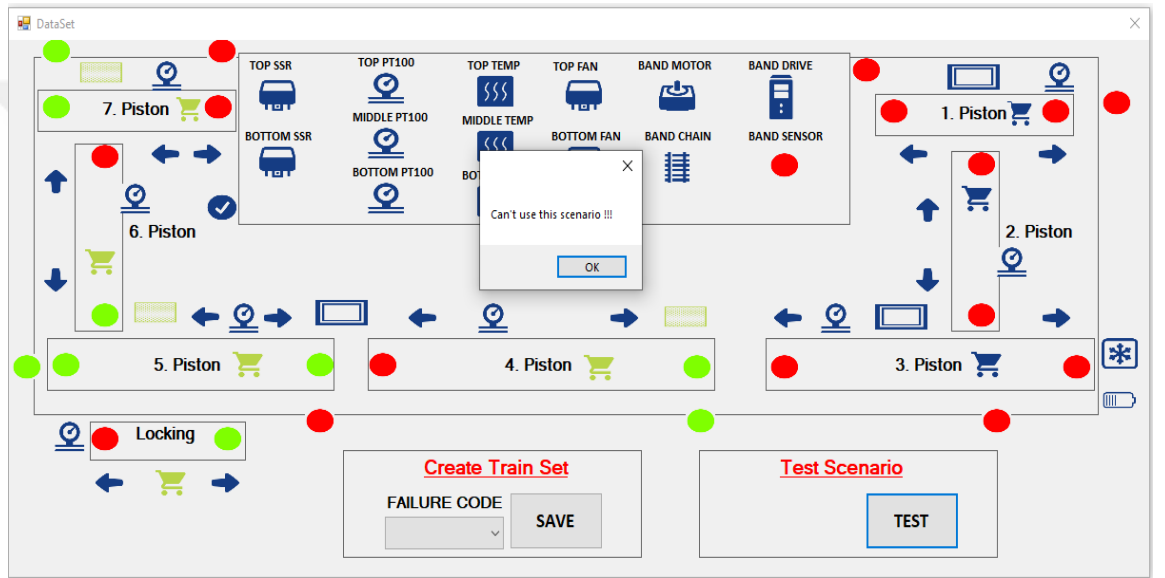 DataSet
TOP SSR
TOP PT100
TOP TEMP
TOP FAN
BAND MOTOR
BAND DRIVE
7. Piston
1. Piston
MIDDLE PT100
MIDDLE TEMP
BOTTOM SSR
BOTTOM FAN
BAND CHAIN
BAND SENSOR
BOTTOM PT100
Can't use this scenario !!!
OK
6. Piston
2. Piston
5. Piston
4. Piston
3. Piston
Locking
Create Train Set
FAILURE CODE
SAVE
Test Scenario
TEST